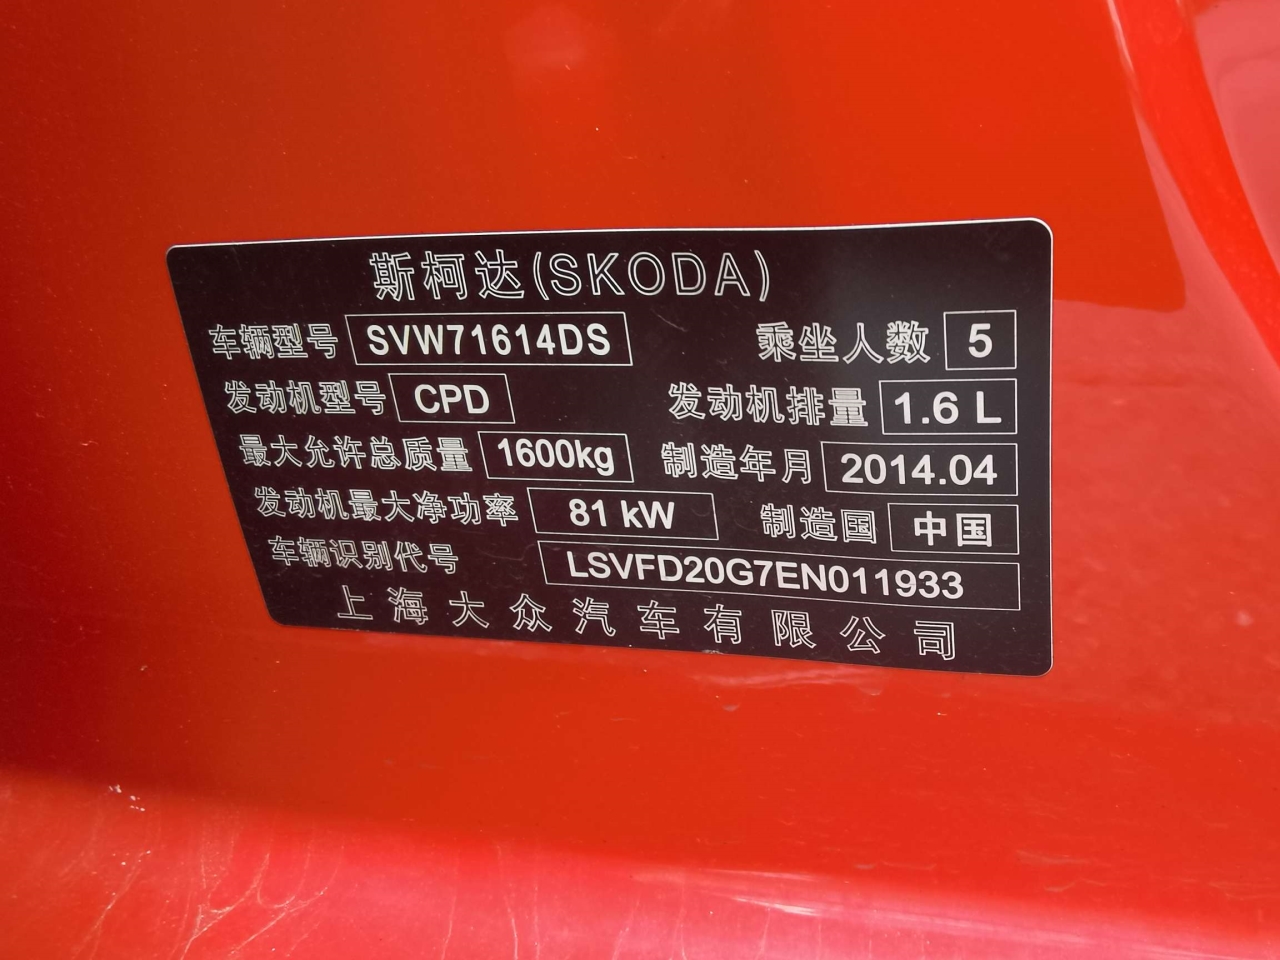 斯柯达(SKODA)
车辆型号 SVW71614DS 乘坐人数 5
发动机型号 CPD 发动机排量 1.6 L
最大允许总质量 1600kg 制造年月 2014.04
发动机最大净功率 81 kW 制造国 中国
车辆识别代号 LSVFD20G7EN011933
上海大众汽车有限公司